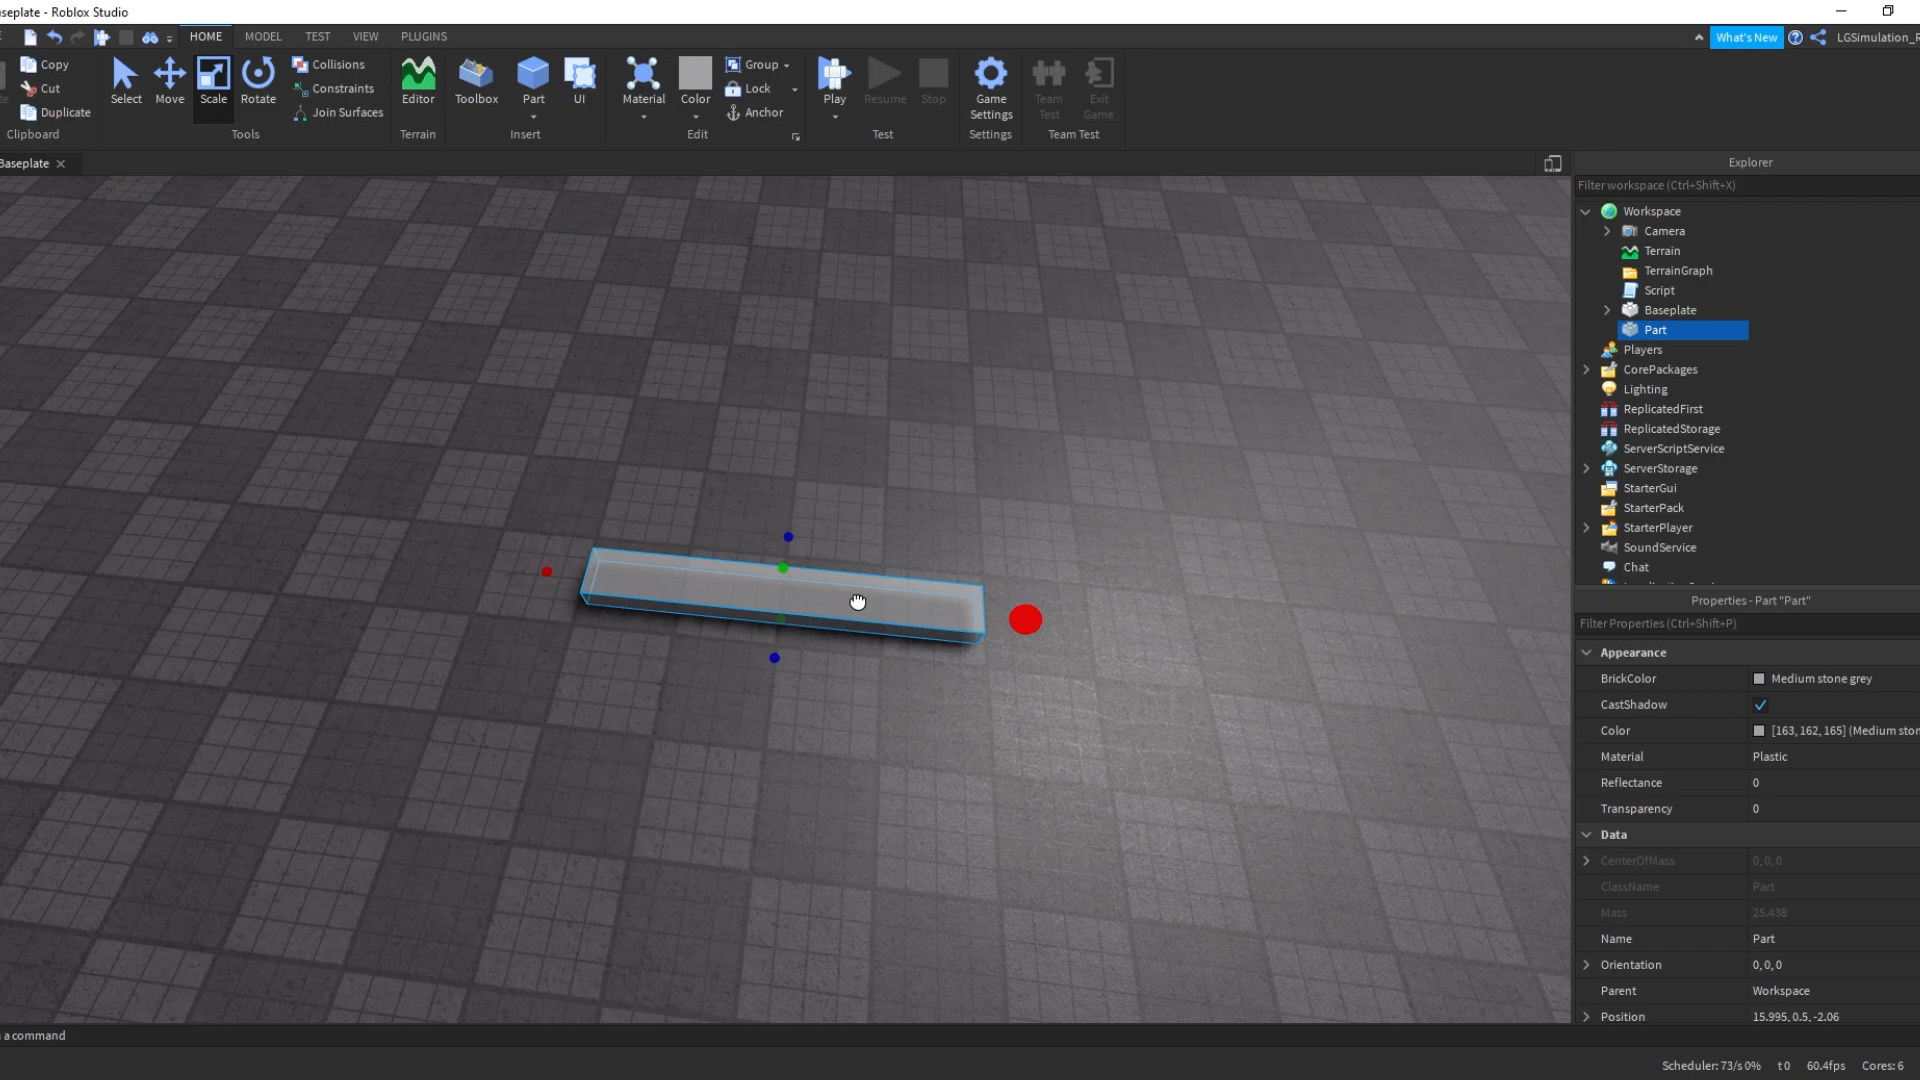 seplate - Roblox Studio
HOME MODEL TEST VIEW PLUGINS What's New LGSimulation_R
Copy Collisions Group
Cut Constraints Lock
Duplicate Join Surfaces Anchor
Select Move Scale Rotate Editor Toolbox Part UI Material Color Play Resume Stop Game Settings Team Test Exit Game
Clipboard Tools Terrain Insert Edit Test Settings Team Test
Baseplate
Explorer
Filter workspace (Ctrl+Shift+X)
Workspace
Camera
Terrain
TerrainGraph
Script
Baseplate
Part
Players
CorePackages
Lighting
ReplicatedFirst
ReplicatedStorage
ServerScriptService
ServerStorage
StarterGui
StarterPack
StarterPlayer
SoundService
Chat
Properties - Part "Part"
Filter Properties (Ctrl+Shift+P)
Appearance
BrickColor Medium stone grey
CastShadow
Color [163, 162, 165] (Medium ston
Material Plastic
Reflectance 0
Transparency 0
Data
CenterOfMass 0, 0, 0
ClassName Part
Mass 25.438
Name Part
Orientation 0, 0, 0
Parent Workspace
Position 15.995, 0.5, -2.06
a command
Scheduler: 73/s 0% t 0 60.4fps Cores: 6